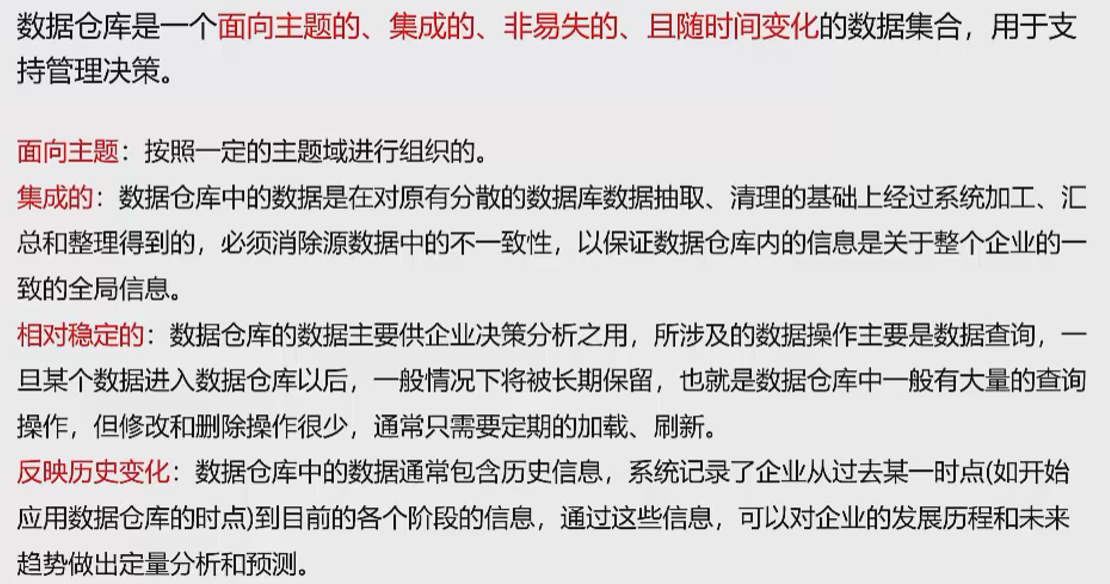 数据仓库是一个面向主题的、集成的、非易失的、且随时间变化的数据集合，用于支
持管理决策。
面向主题：按照一定的主题域进行组织的。
集成的：数据仓库中的数据是在对原有分散的数据库数据抽取、清理的基础上经过系统加工、汇
总和整理得到的，必须消除源数据中的不一致性，以保证数据仓库内的信息是关于整个企业的一
致的全局信息。
相对稳定的：数据仓库的数据主要供企业决策分析之用，所涉及的数据操作主要是数据查询，一
旦某个数据进入数据仓库以后，一般情况下将被长期保留，也就是数据仓库中一般有大量的查询
操作，但修改和删除操作很少，通常只需要定期的加载、刷新。
反映历史变化：数据仓库中的数据通常包含历史信息，系统记录了企业从过去某一时点(如开始
应用数据仓库的时点)到目前的各个阶段的信息，通过这些信息，可以对企业的发展历程和未来
趋势做出定量分析和预测。